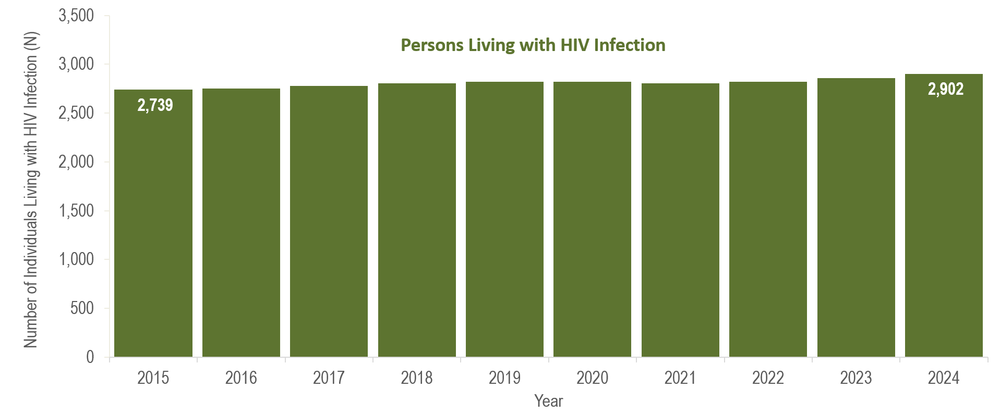 Persons Living with HIV Infection
Number of Individuals Living with HIV Infection (N)
3,500
3,000
2,500
2,000
1,500
1,000
500
0
2,739
2,902
2015 2016 2017 2018 2019 2020 2021 2022 2023 2024
Year